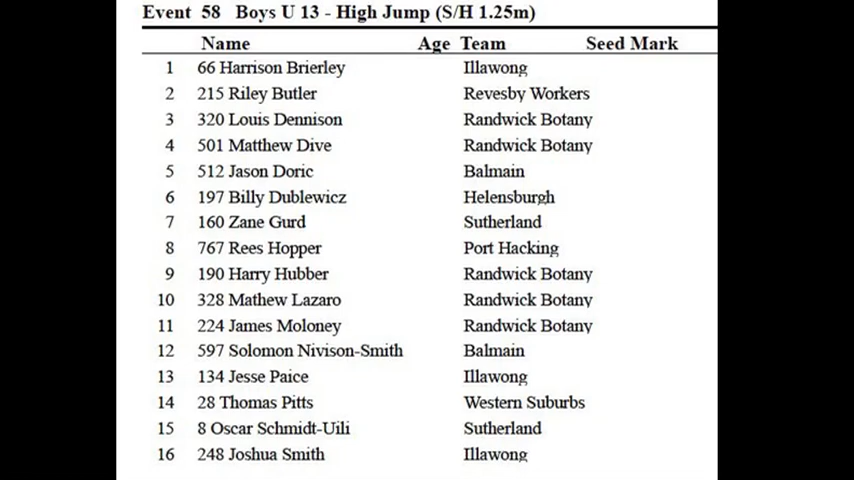 Event 58 Boys U 13 - High Jump (S/H 1.25m)
Name Age Team Seed Mark
1 66 Harrison Brierley Illawong
2 215 Riley Butler Revesby Workers
3 320 Louis Dennison Randwick Botany
4 501 Matthew Dive Randwick Botany
5 512 Jason Doric Balmain
6 197 Billy Dublewicz Helensburgh
7 160 Zane Gurd Sutherland
8 767 Rees Hopper Port Hacking
9 190 Harry Hubber Randwick Botany
10 328 Mathew Lazaro Randwick Botany
11 224 James Moloney Randwick Botany
12 597 Solomon Nivison-Smith Balmain
13 134 Jesse Paice Illawong
14 28 Thomas Pitts Western Suburbs
15 8 Oscar Schmidt-Uili Sutherland
16 248 Joshua Smith Illawong